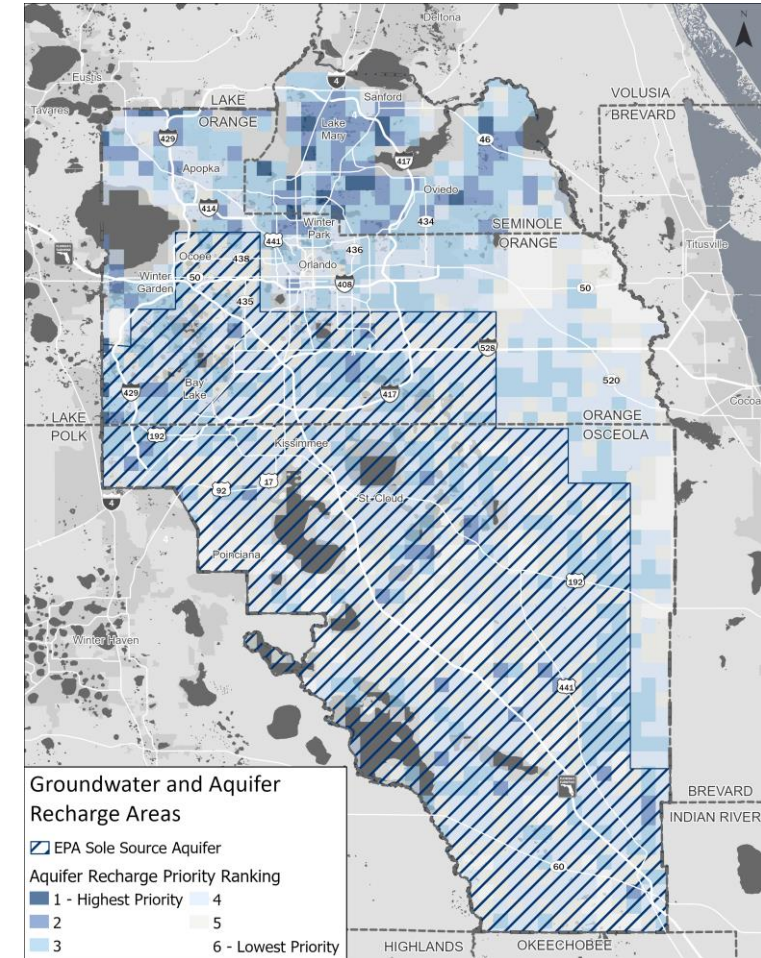 N
Deltona
Eustis
4
VOLUSIA
BREVARD
Tavares
LAKE
ORANGE
Sanford
Lake
Mary
429
46
417
Apopka
Oviedo
414
434
SEMINOLE
ORANGE
Winter
Park
441
436
Titusville
Ocoee
438
Orlando
Winter
Garden
50
408
50
435
528
520
Bay
Lake
429
417
Cocoa
LAKE
POLK
192
ORANGE
OSCEOLA
Kissimmee
92
17
St. Cloud
4
Poinciana
192
Winter Haven
441
BREVARD
INDIAN RIVER
60
HIGHLANDS
OKEECHOBEE
Groundwater and Aquifer
Recharge Areas
EPA Sole Source Aquifer
Aquifer Recharge Priority Ranking
1 - Highest Priority
2
3
4
5
6 - Lowest Priority